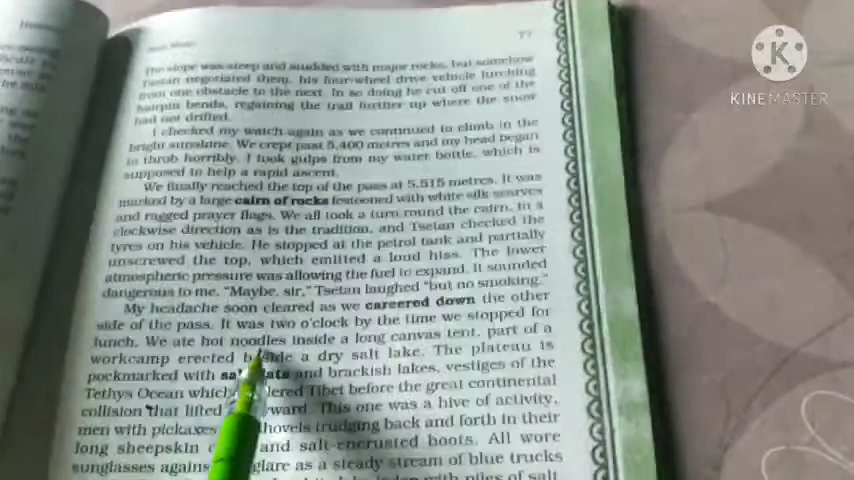 77
The slope was steep and studded with major rocks, but somehow
Tsetan negotiated them, his four-wheel drive vehicle lurching
from one obstacle to the next. In so doing he cut off one of the
hairpin bends, regaining the trail further up where the snow
had not drifted.
I checked my watch again as we continued to climb in the
bright sunshine. We crept past 5,400 metres and my head began
to throb horribly. I took gulps from my water bottle, which is
supposed to help a rapid ascent.
We finally reached the top of the pass at 5,515 metres. It was
marked by a large cairn of rocks festooned with white silk scarves
and ragged prayer flags. We all took a turn round the cairn, in a
clockwise direction as is the tradition, and Tsetan checked the
tyres on his vehicle. He stopped at the petrol tank and partially
unscrewed the top, which emitted a loud hiss. The lower
atmospheric pressure was allowing the fuel to expand. It sounded
dangerous to me. "Maybe, sir," Tsetan laughed "but no smoking."
My headache soon cleared as we careered down the other
side of the pass. It was two o'clock by the time we stopped for
lunch. We ate hot noodles inside a long canvas tent, part of a
workcamp erected beside a dry salt lake. The plateau is
pockmarked with salt flats and brackish lakes, vestiges of the
Tethys Ocean which Tibet before the great continental
collision that lifted This one was a hive of activity,
men with pickaxes trudging back and forth in their
long sheepskin and salt-encrusted boots. All wore
sunglasses against glare as a steady stream of blue trucks
with piles of salt
K
KINEMASTER